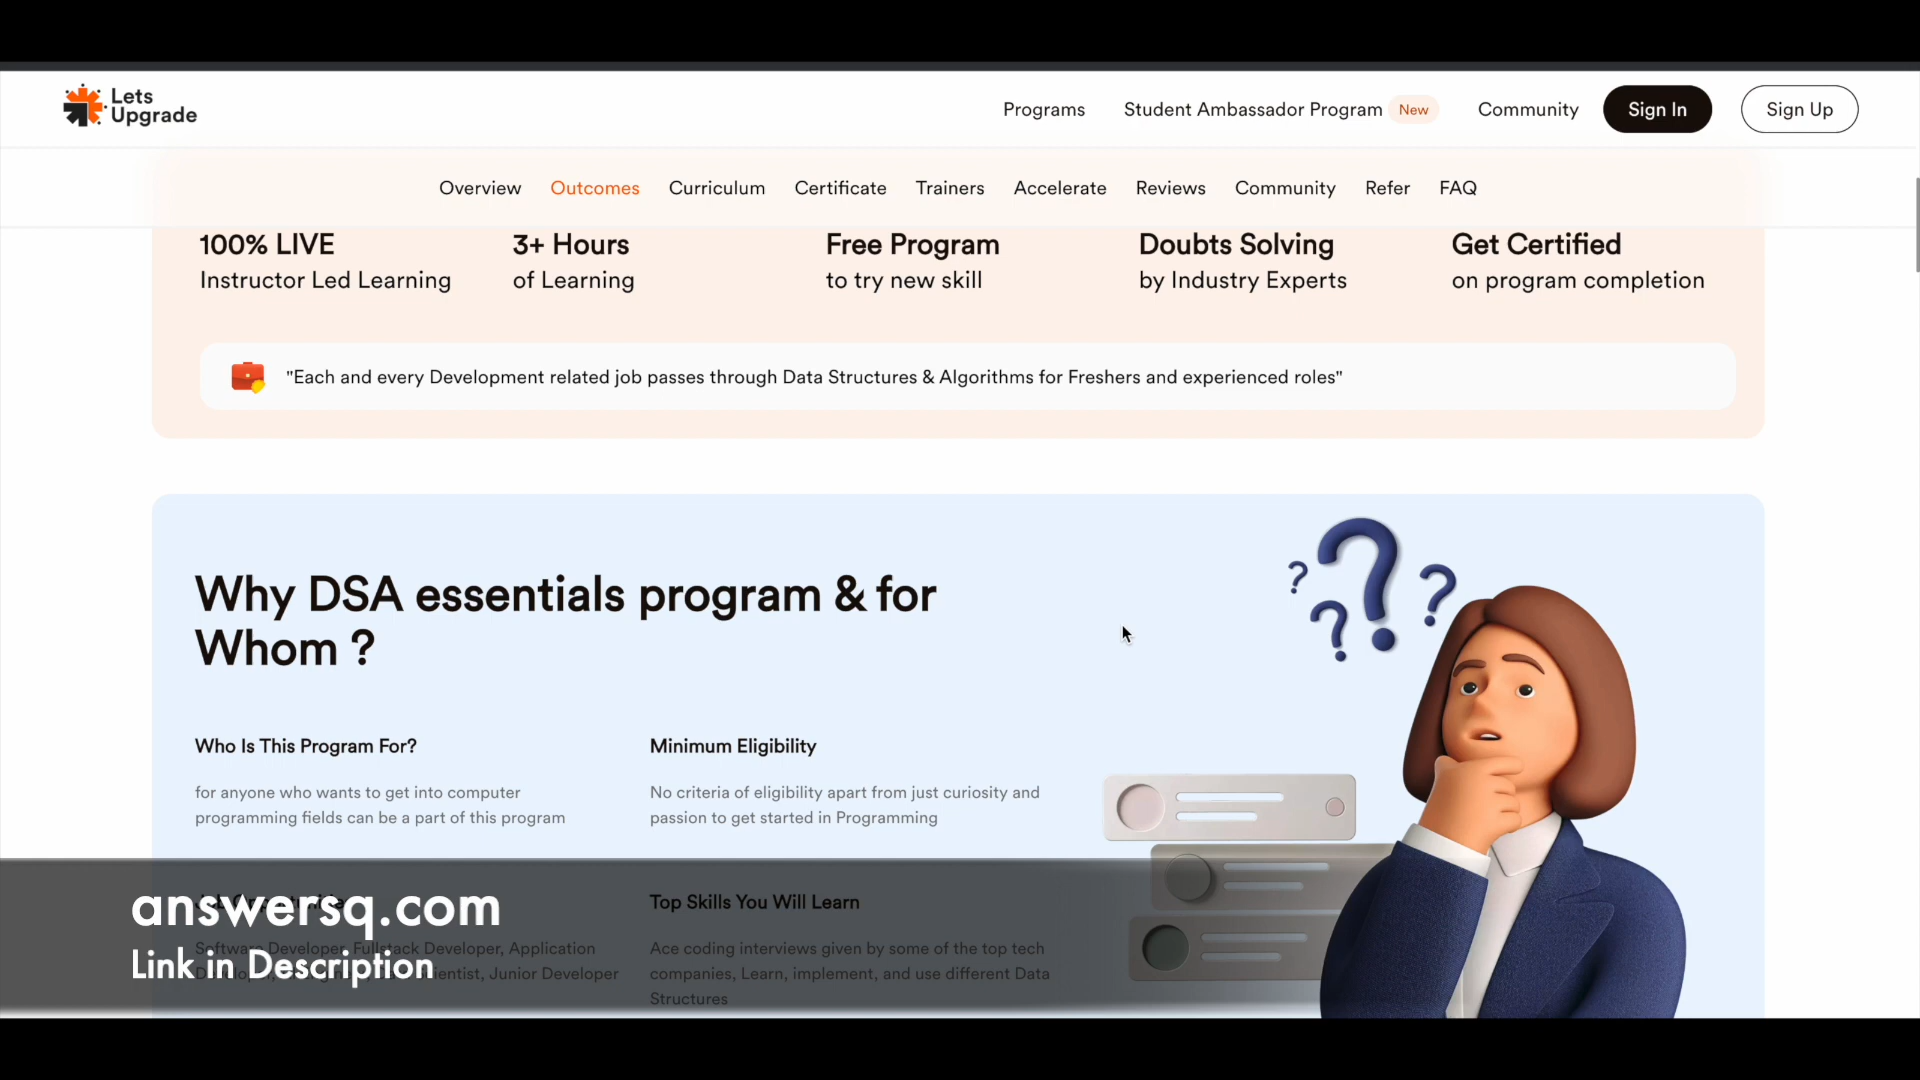 Lets
Upgrade
Programs
Student Ambassador Program New
Community
Sign In
Sign Up
Overview
Outcomes
Curriculum
Certificate
Trainers
Accelerate
Reviews
Community
Refer
FAQ
100% LIVE
Instructor Led Learning
3+ Hours
of Learning
Free Program
to try new skill
Doubts Solving
by Industry Experts
Get Certified
on program completion
"Each and every Development related job passes through Data Structures & Algorithms for Freshers and experienced roles"
Why DSA essentials program & for
Whom ?
Who Is This Program For?
for anyone who wants to get into computer
programming fields can be a part of this program
Minimum Eligibility
No criteria of eligibility apart from just curiosity and
passion to get started in Programming
Software Developer, Fullstack Developer, Application
Scientist, Junior Developer
Top Skills You Will Learn
Ace coding interviews given by some of the top tech
companies, Learn, implement, and use different Data
Structures
answersq.com
Link in Description